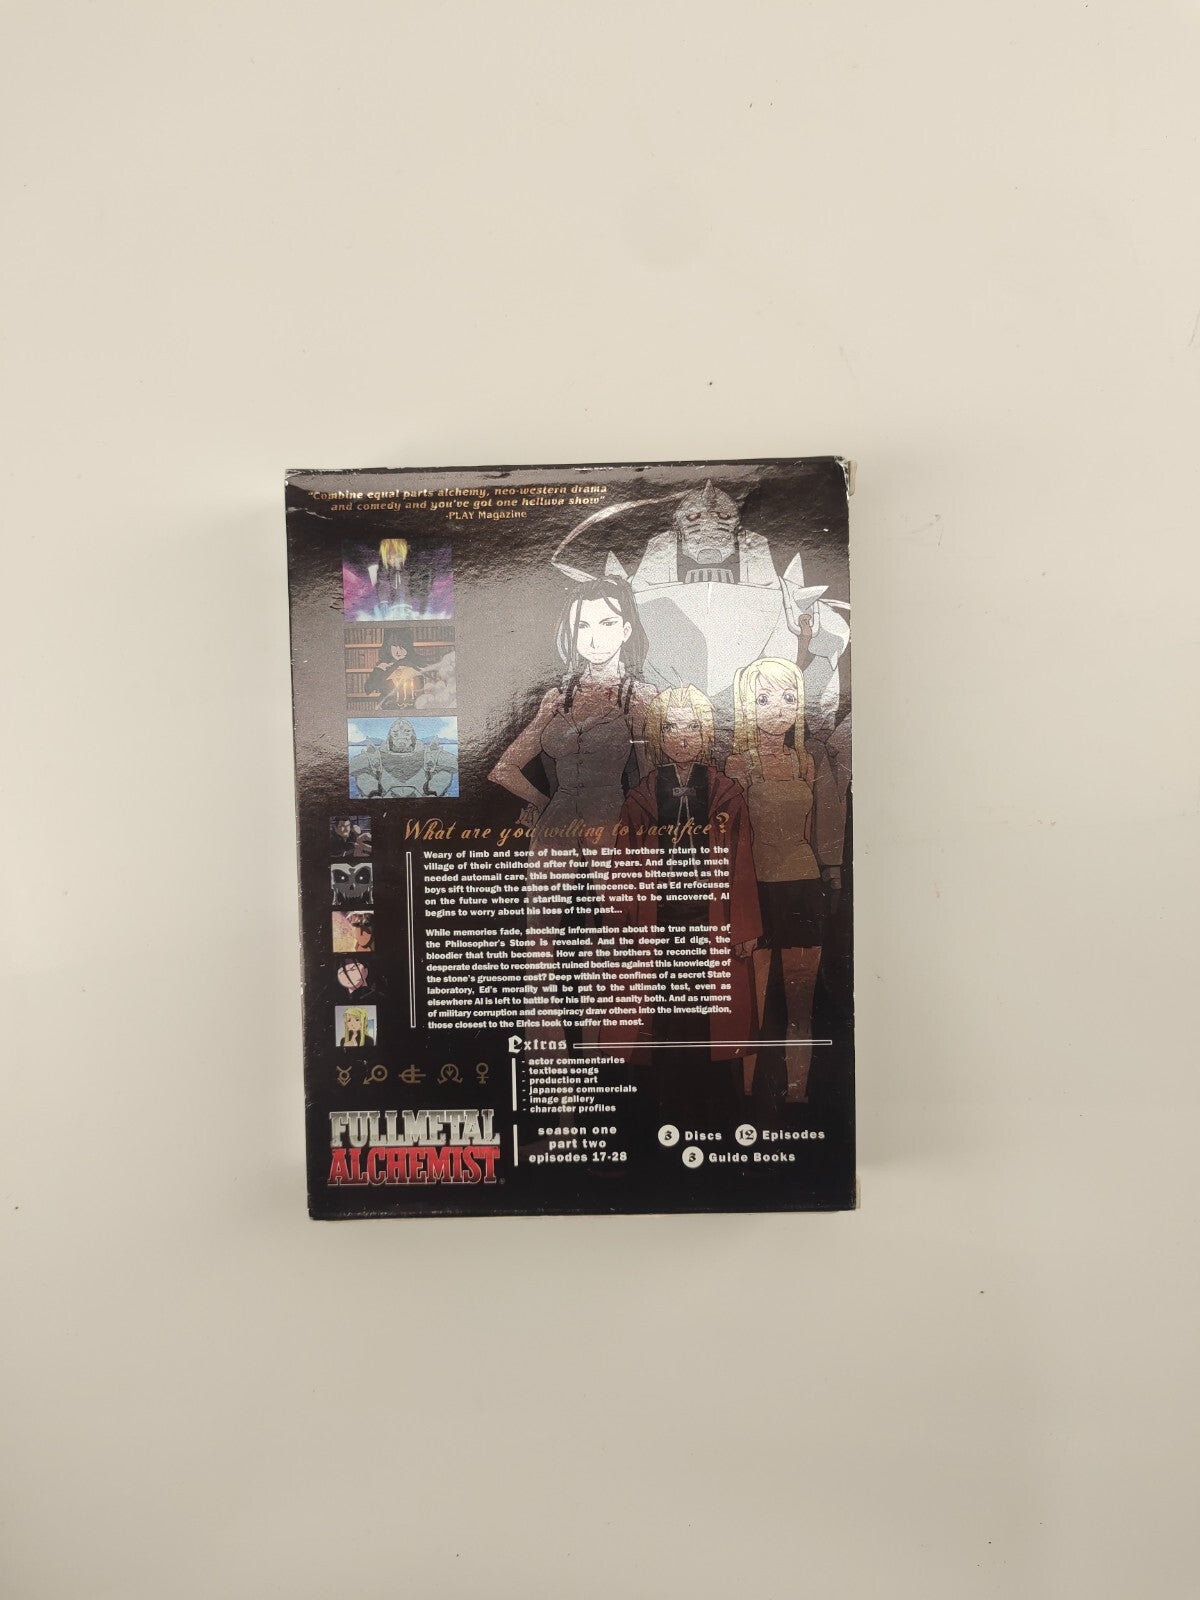 "Combine equal parts alchemy, neo-western drama
and comedy and you've got one helluva show"
-PLAY Magazine
What are you willing to sacrifice?
Weary of limb and sore of heart, the Elric brothers return to the
village of their childhood after four long years. And despite much
needed automail care, this homecoming proves bittersweet as the
boys sift through the ashes of their innocence. But as Ed refocuses
on the future where a startling secret waits to be uncovered, Al
begins to worry about his loss of the past...
While memories fade, shocking information about the true nature of
the Philosopher's Stone is revealed. And the deeper Ed digs, the
bloodier that truth becomes. How are the brothers to reconcile their
desperate desire to reconstruct ruined bodies against this knowledge of
the stone's gruesome cost? Deep within the confines of a secret State
laboratory, Ed's morality will be put to the ultimate test, even as
elsewhere Al is left to battle for his life and sanity both. And as rumors
of military corruption and conspiracy draw others into the investigation,
those closest to the Elrics look to suffer the most.
Extras
- actor commentaries
- textless songs
- production art
- japanese commercials
- image gallery
- character profiles
FULLMETAL
ALCHEMIST®
season one
part two
episodes 17-28
3 Discs 12 Episodes
3 Guide Books